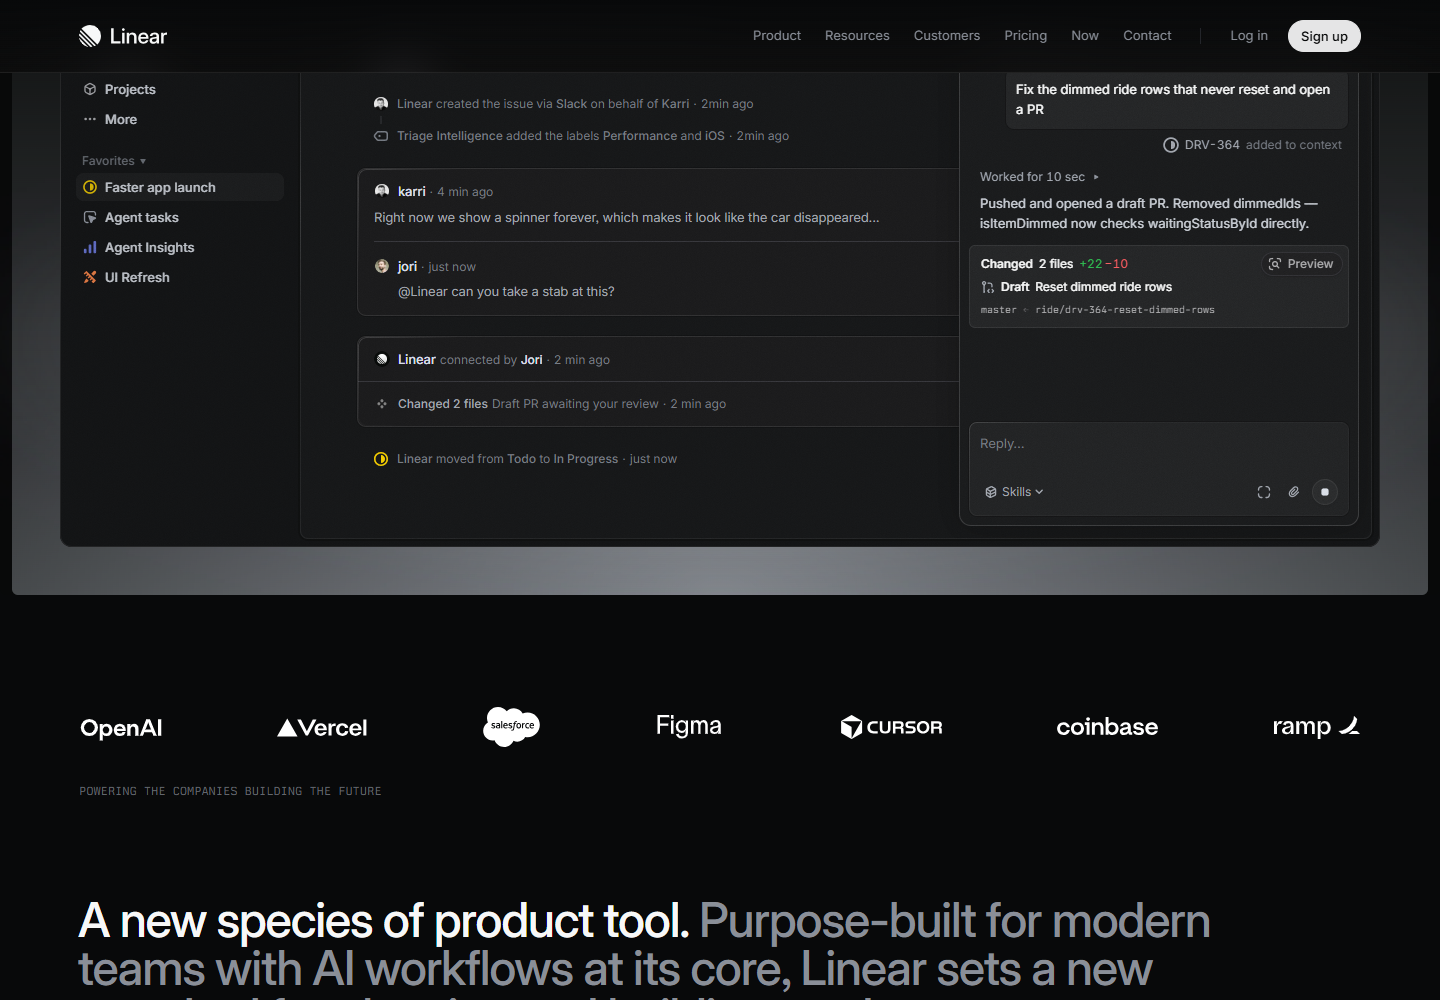 Linear
Product Resources Customers Pricing Now Contact Log in Sign up
Projects
More
Favorites
Faster app launch
Agent tasks
Agent Insights
UI Refresh
Linear created the issue via Slack on behalf of Karri · 2min ago
Triage Intelligence added the labels Performance and iOS · 2min ago
karri · 4 min ago
Right now we show a spinner forever, which makes it look like the car disappeared...
jori · just now
@Linear can you take a stab at this?
Linear connected by Jori · 2 min ago
Changed 2 files Draft PR awaiting your review · 2 min ago
Linear moved from Todo to In Progress · just now
Fix the dimmed ride rows that never reset and open
a PR
DRV-364 added to context
Worked for 10 sec
Pushed and opened a draft PR. Removed dimmedIds —
isItemDimmed now checks waitingStatusById directly.
Changed 2 files +22 −10 Preview
Draft Reset dimmed ride rows
master ride/drv-364-reset-dimmed-rows
Reply...
Skills
OpenAI Vercel salesforce Figma CURSOR coinbase ramp
POWERING THE COMPANIES BUILDING THE FUTURE
A new species of product tool. Purpose-built for modern
teams with AI workflows at its core, Linear sets a new